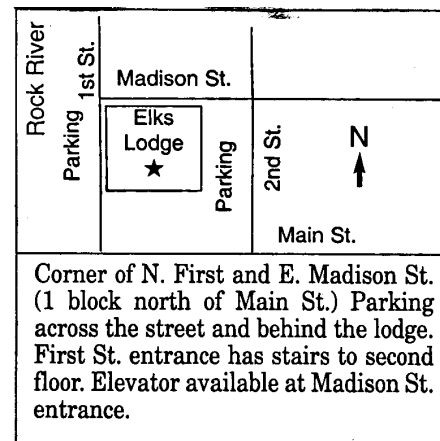 Rock River
Parking
1st St.
Madison St.
Elks
Lodge
Parking
2nd St.
N
Main St.
Corner of N. First and E. Madison St.
(1 block north of Main St.) Parking
across the street and behind the lodge.
First St. entrance has stairs to second
floor. Elevator available at Madison St.
entrance.